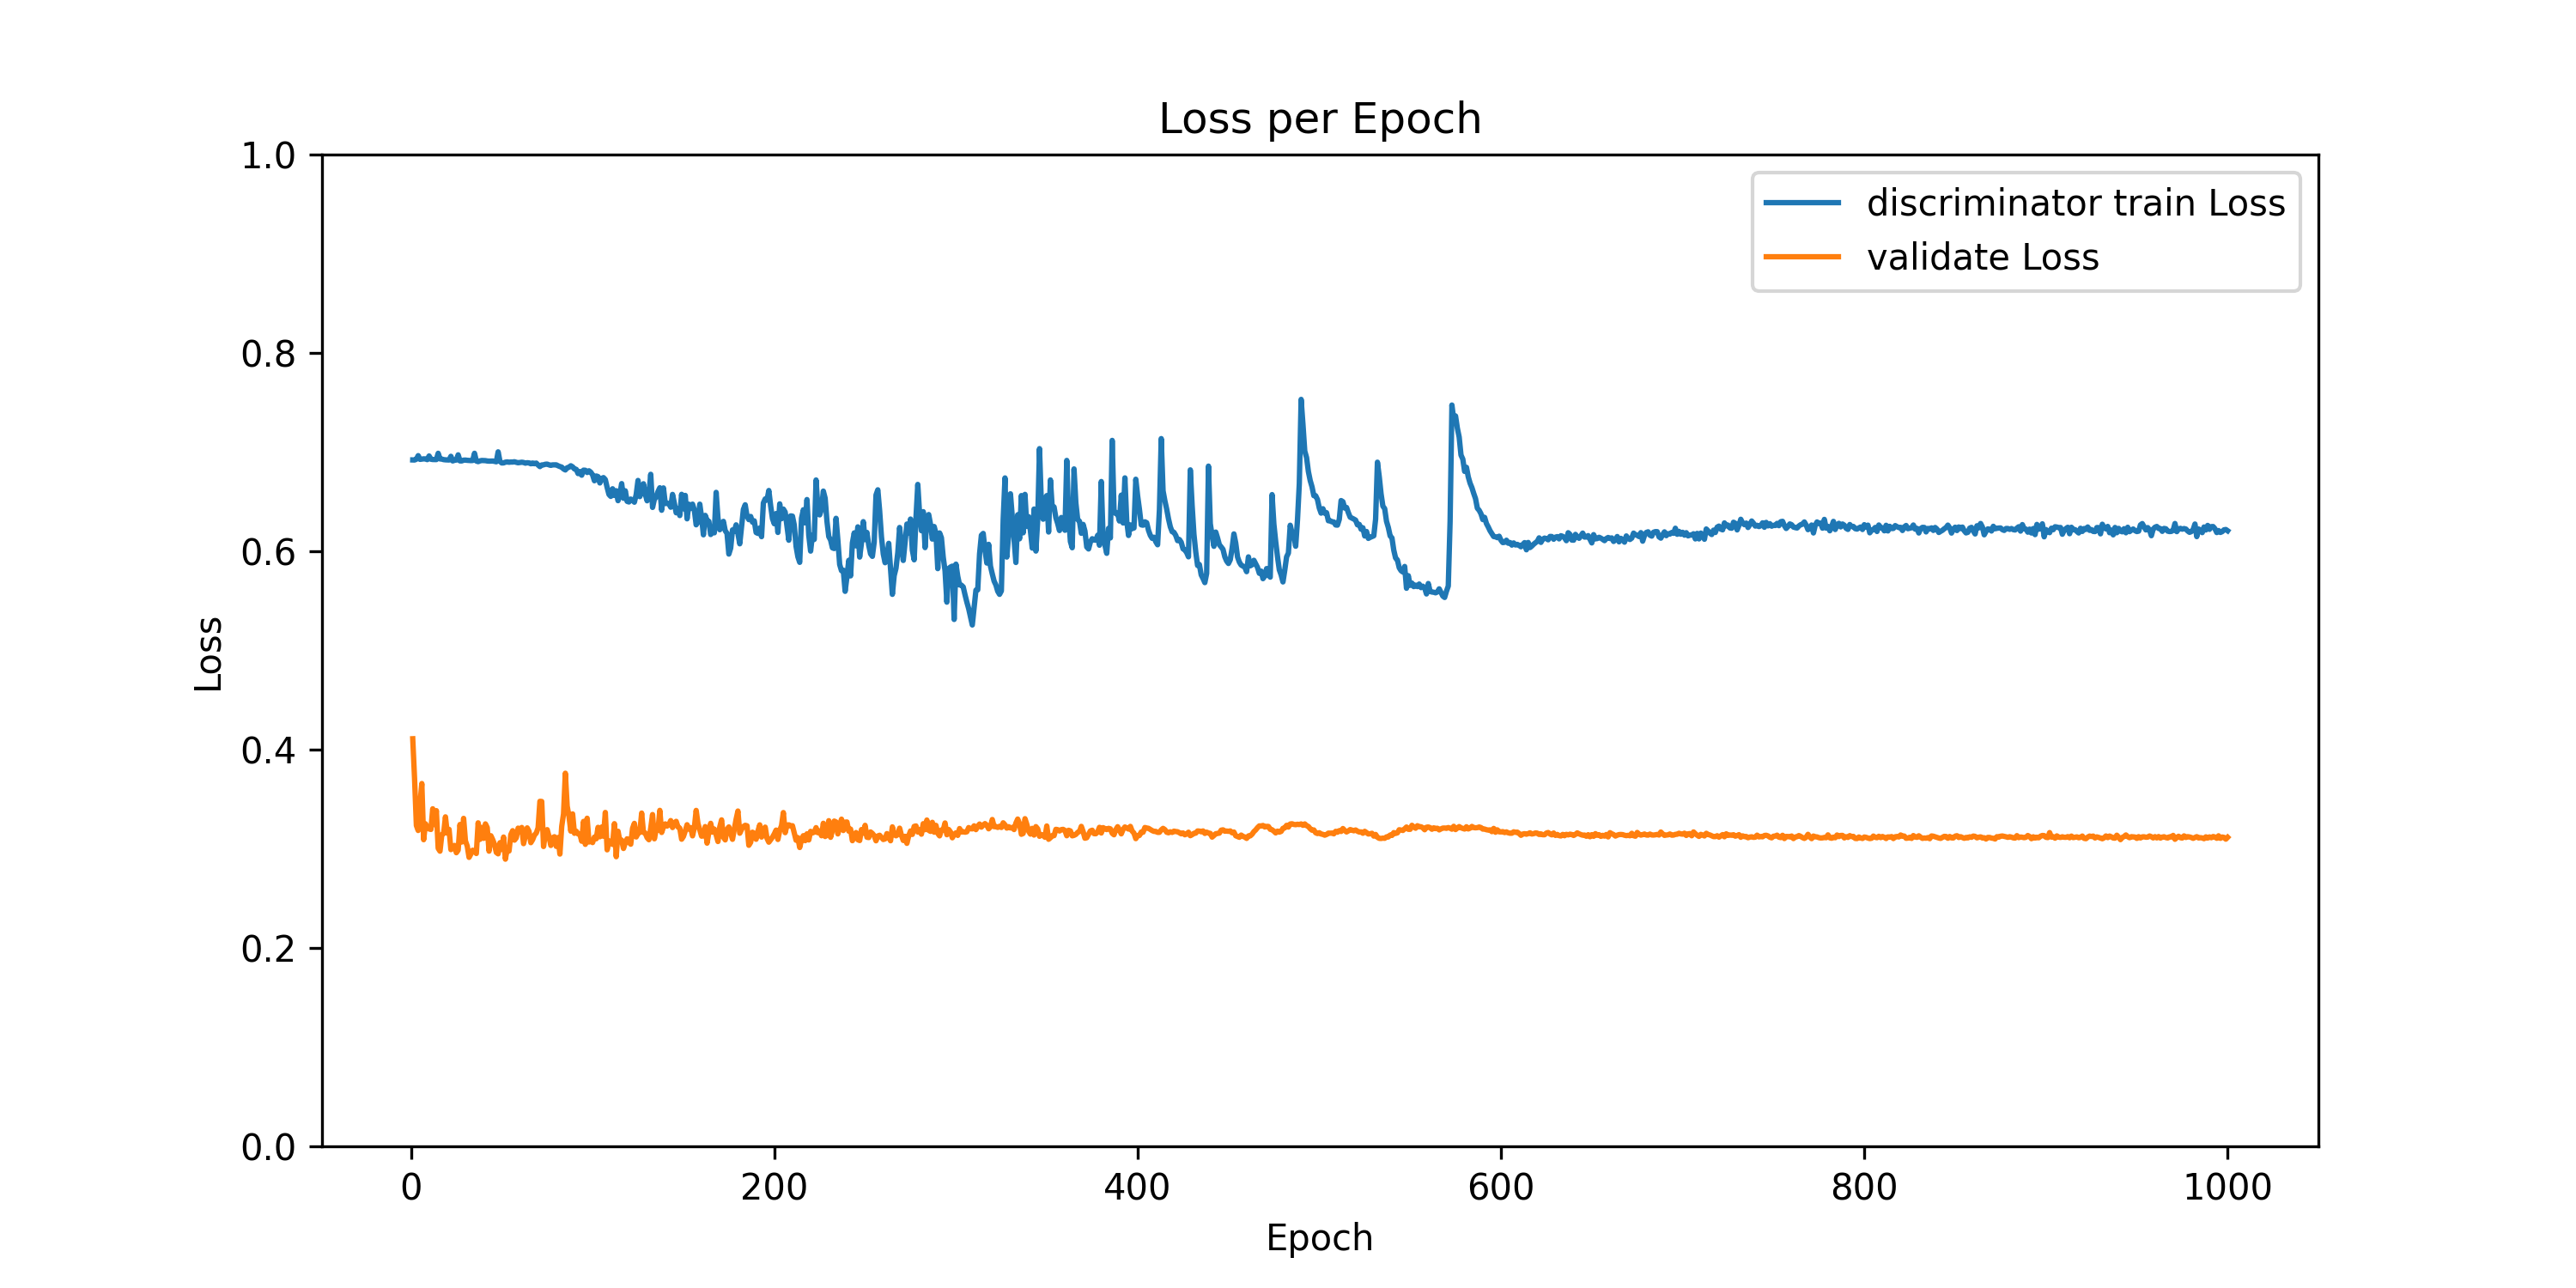 Loss per Epoch
discriminator train Loss
validate Loss
1.0
0.8
0.6
0.4
0.2
0.0
Loss
0 200 400 600 800 1000
Epoch